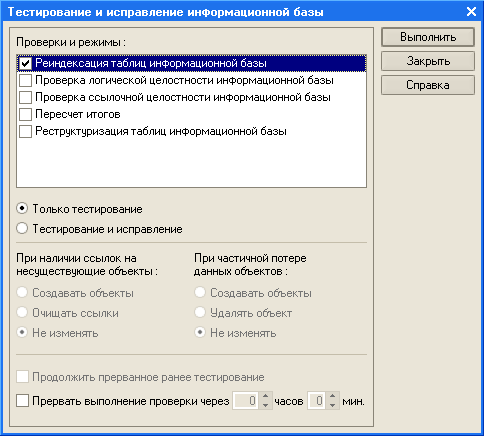 Тестирование и исправление информационной базы
Проверки и режимы :
Выполнить
Закрыть
Справка
Реиндексация таблиц информационной базы
Проверка логической целостности информационной базы
Проверка ссылочной целостности информационной базы
Пересчет итогов
Реструктуризация таблиц информационной базы
Только тестирование
Тестирование и исправление
При наличии ссылок на
несуществующие объекты :
Создавать объекты
Очищать ссылки
Не изменять
При частичной потере
данных объектов :
Создавать объекты
Удалять объект
Не изменять
Продолжить прерванное ранее тестирование
Прервать выполнение проверки через 0 часов 0 мин.